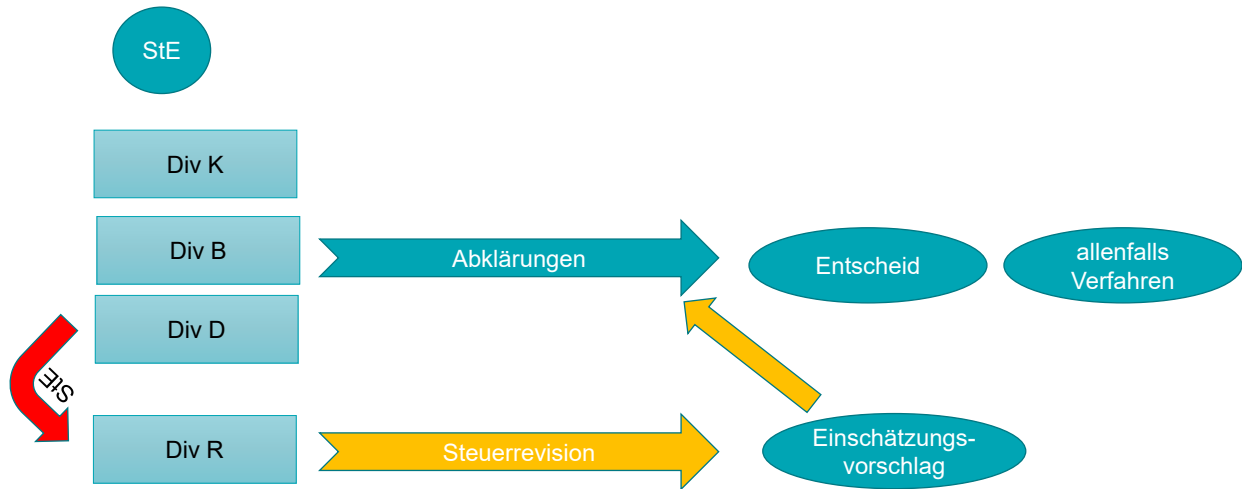 StE
Div K
Div B
Abklärungen
Entscheid
allenfalls
Verfahren
Div D
StE
Div R
Steuerrevision
Einschätzungs-
vorschlag